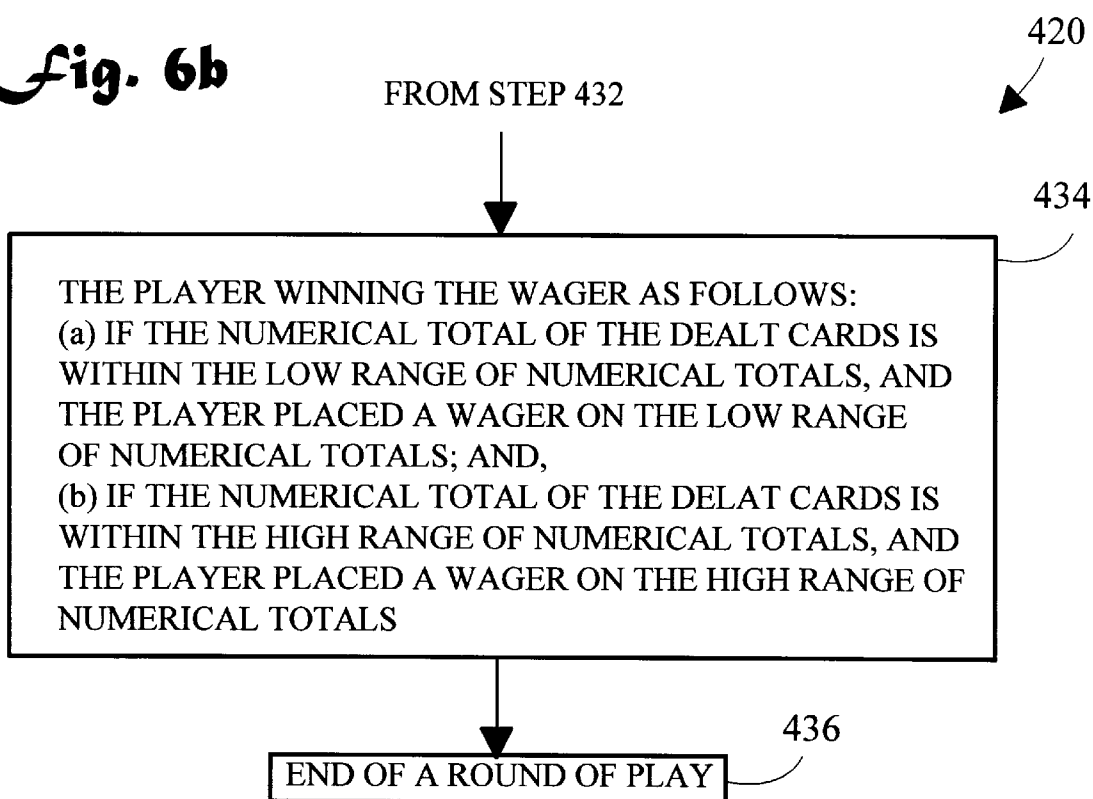 Fig. 6b
420
FROM STEP 432
434
THE PLAYER WINNING THE WAGER AS FOLLOWS:
(a) IF THE NUMERICAL TOTAL OF THE DEALT CARDS IS
WITHIN THE LOW RANGE OF NUMERICAL TOTALS, AND
THE PLAYER PLACED A WAGER ON THE LOW RANGE
OF NUMERICAL TOTALS; AND,
(b) IF THE NUMERICAL TOTAL OF THE DELAT CARDS IS
WITHIN THE HIGH RANGE OF NUMERICAL TOTALS, AND
THE PLAYER PLACED A WAGER ON THE HIGH RANGE OF
NUMERICAL TOTALS
436
END OF A ROUND OF PLAY